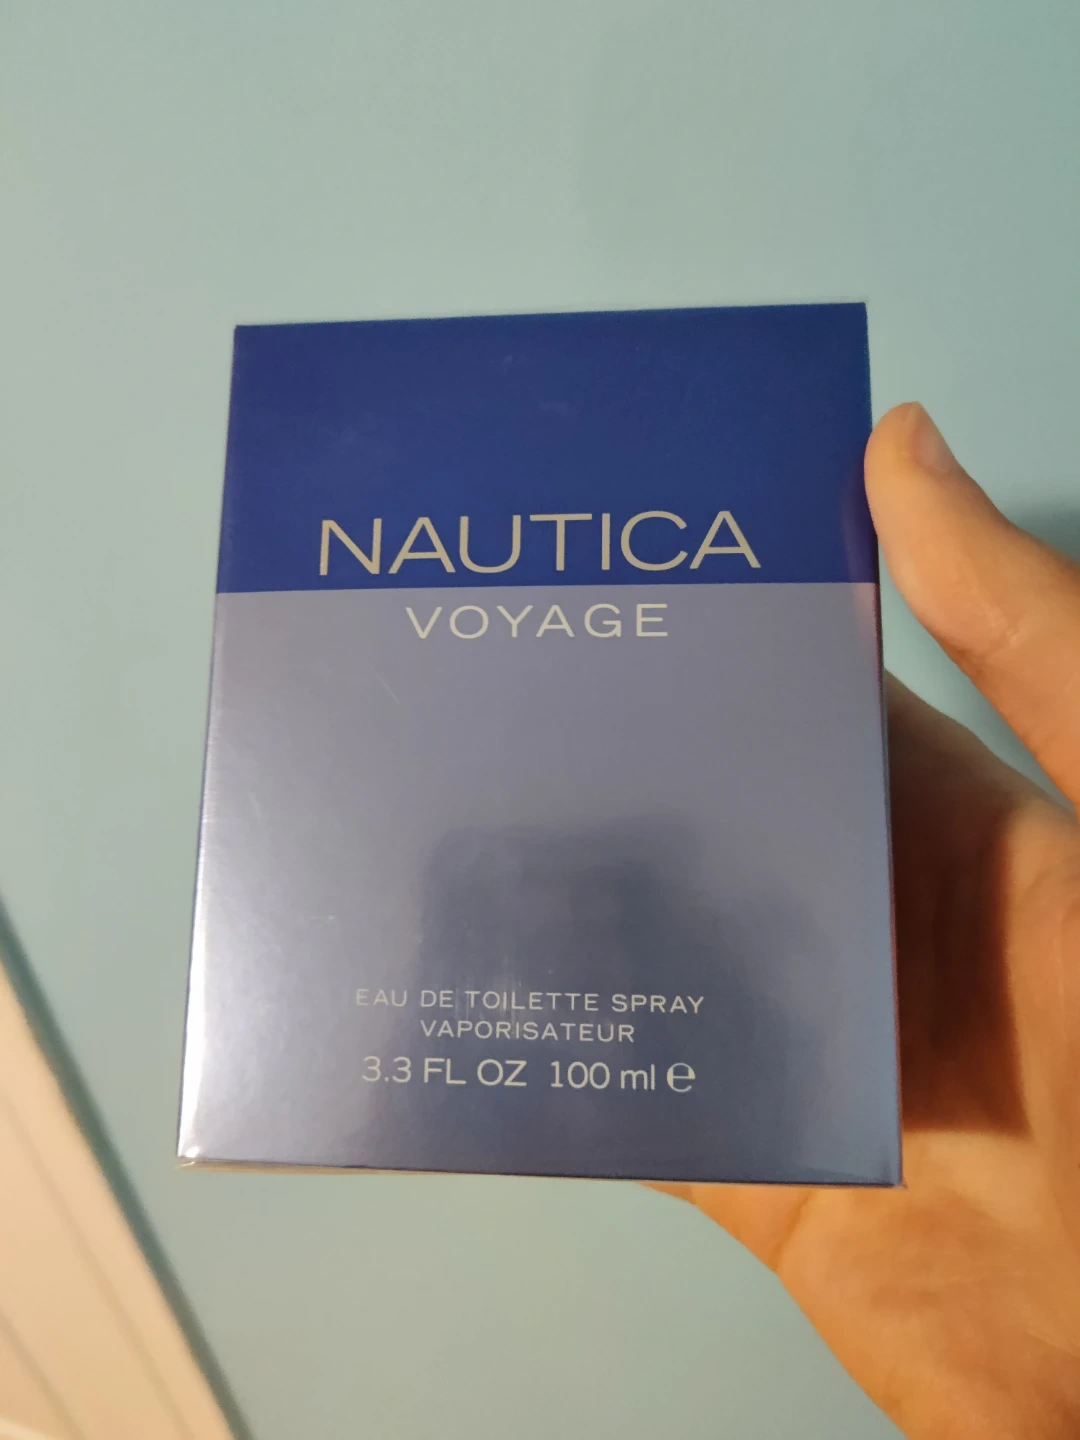 NAUTICA
VOYAGE
EAU DE TOILETTE SPRAY
VAPORISATEUR
3.3 FL OZ 100 ml ℮